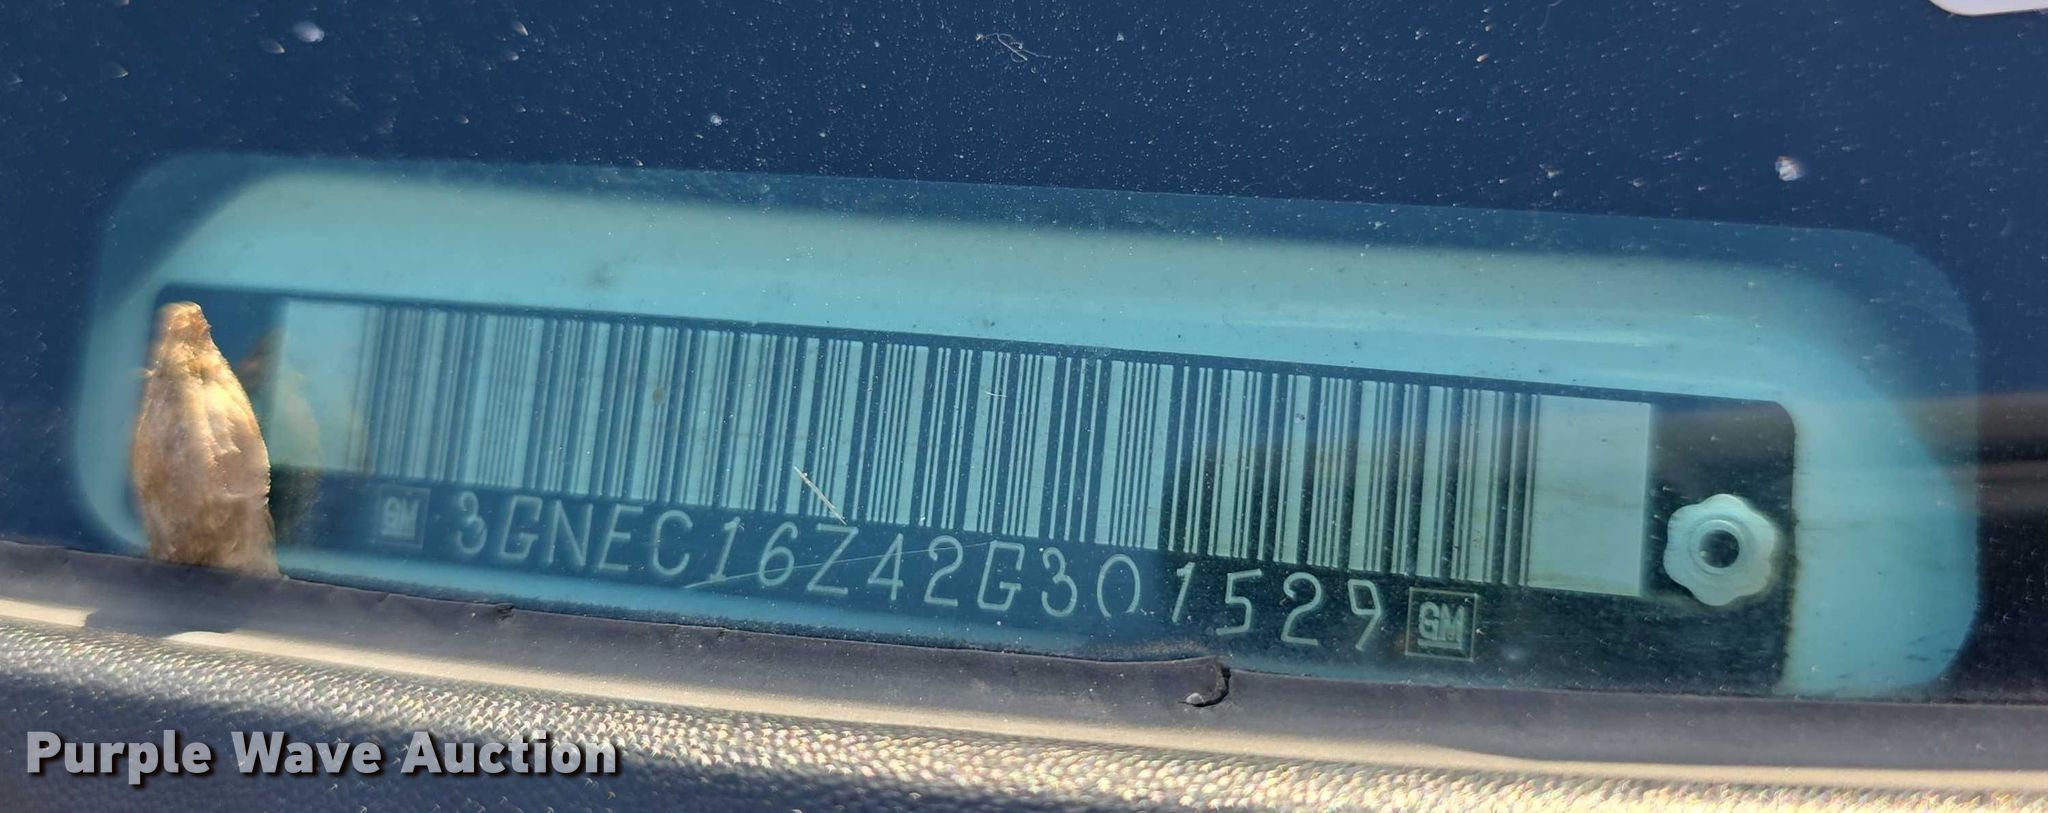 GM 3GNEC16Z42G301529 GM
Purple Wave Auction